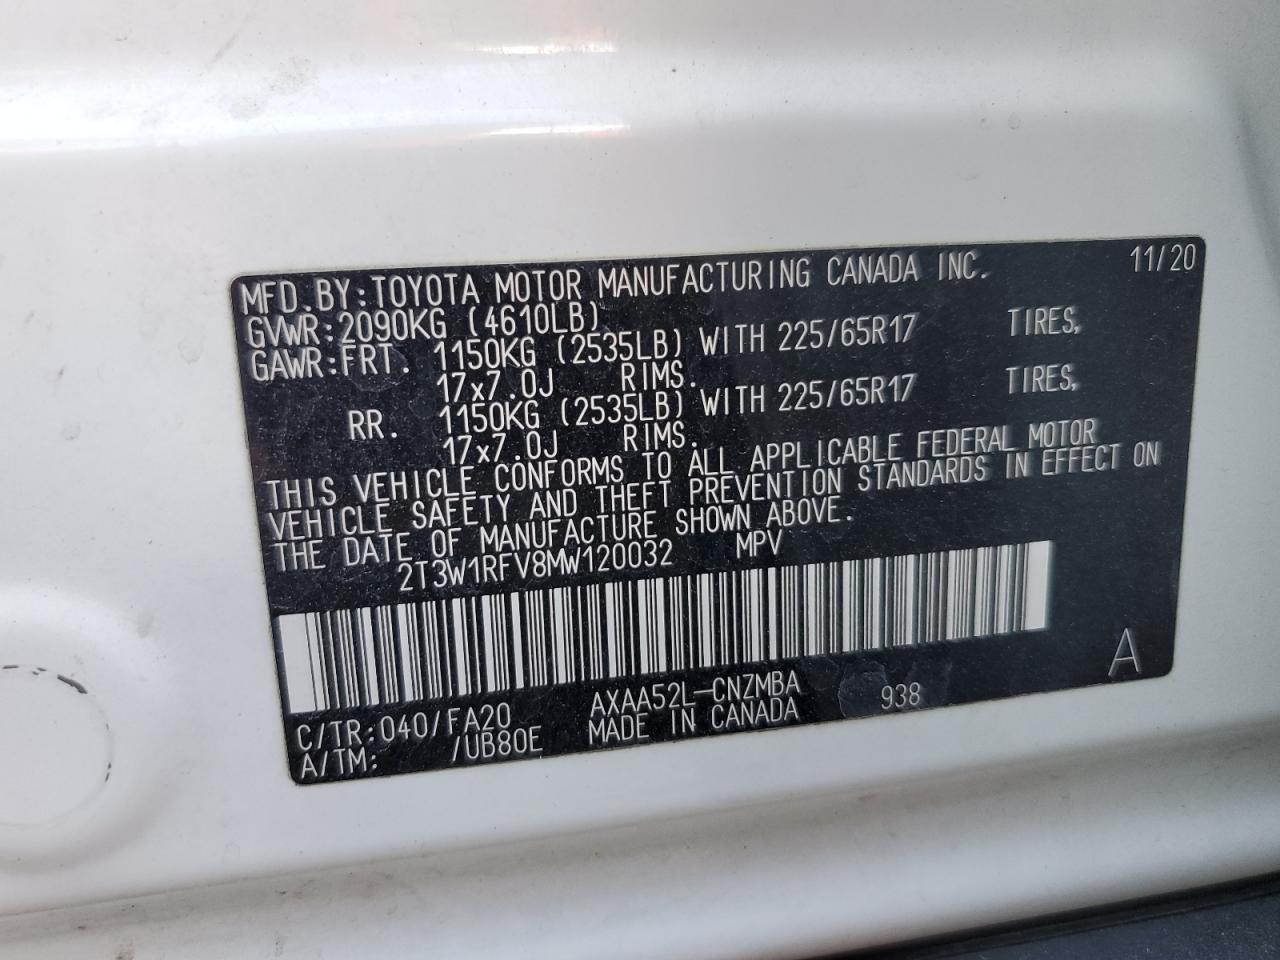 MFD. BY: TOYOTA MOTOR MANUFACTURING CANADA INC. 11/20
GVWR: 2090KG (4610LB)
GAWR: FRT. 1150KG (2535LB) WITH 225/65R17 TIRES,
17x7.0J RIMS.
RR. 1150KG (2535LB) WITH 225/65R17 TIRES,
17x7.0J RIMS.
THIS VEHICLE CONFORMS TO ALL APPLICABLE FEDERAL MOTOR
VEHICLE SAFETY AND THEFT PREVENTION STANDARDS IN EFFECT ON
THE DATE OF MANUFACTURE SHOWN ABOVE.
2T3W1RFV8MW120032 MPV
A
C/TR: 040/FA20 AXAA52L-CNZMBA 938
A/TM: /UB80E MADE IN CANADA